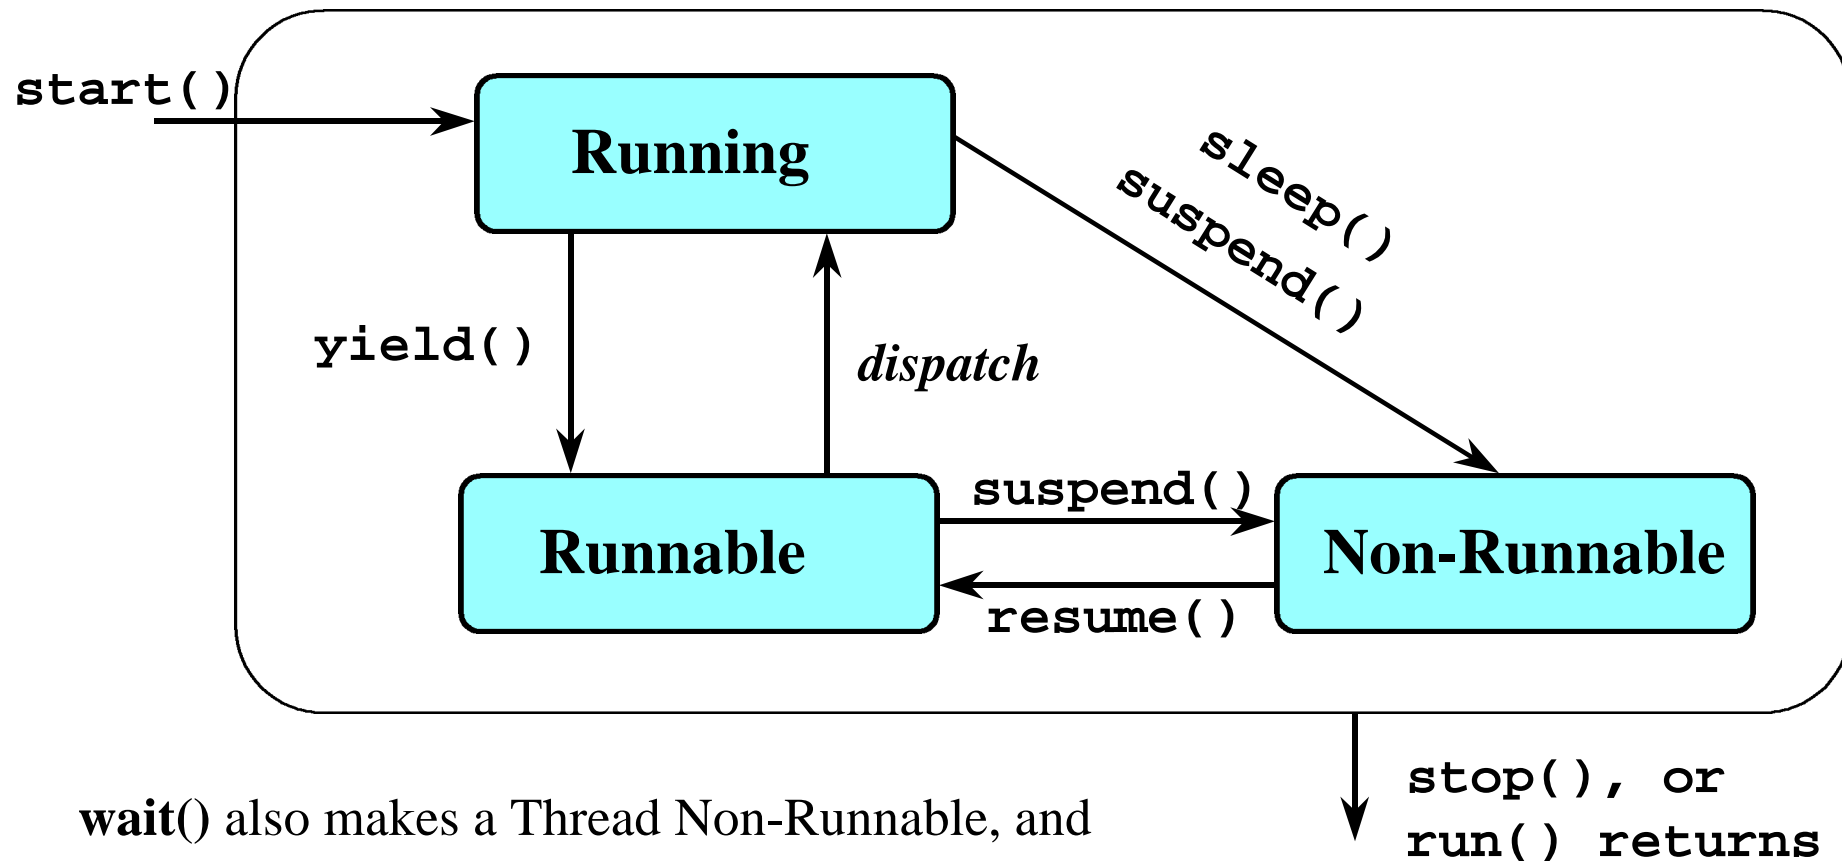 start()
Running
sleep()
suspend()
yield()
dispatch
Runnable
suspend()
resume()
Non-Runnable
stop(), or
run() returns
wait() also makes a Thread Non-Runnable, and